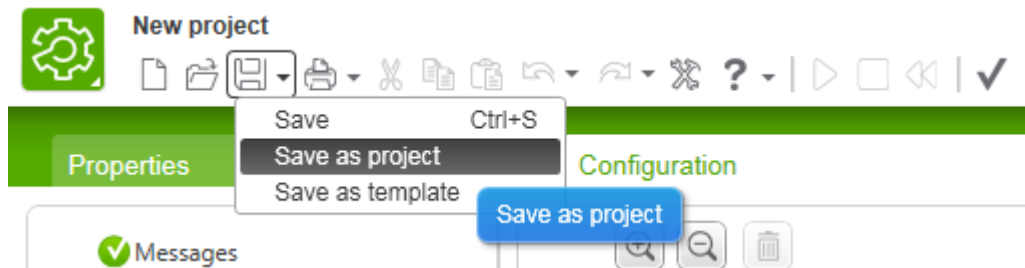 New project
Save Ctrl+S
Save as project
Save as template
Properties
Configuration
Save as project
Messages